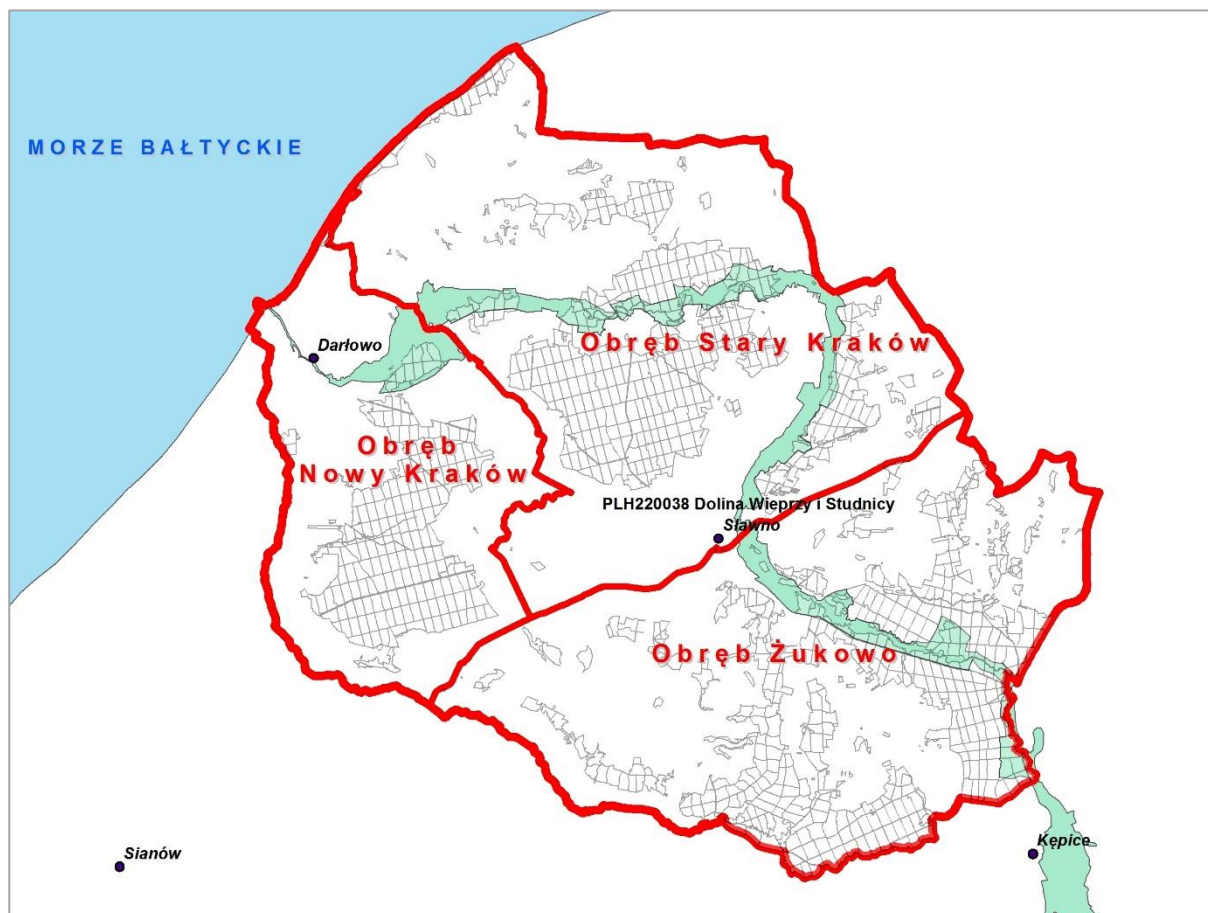 MORZE BAŁTYCKIE
Darłowo
Obręb Stary Kraków
Obręb
Nowy Kraków
PLH220038 Dolina Wieprzy i Studnicy
Sławno
Obręb Żukowo
Sianów
Kępice